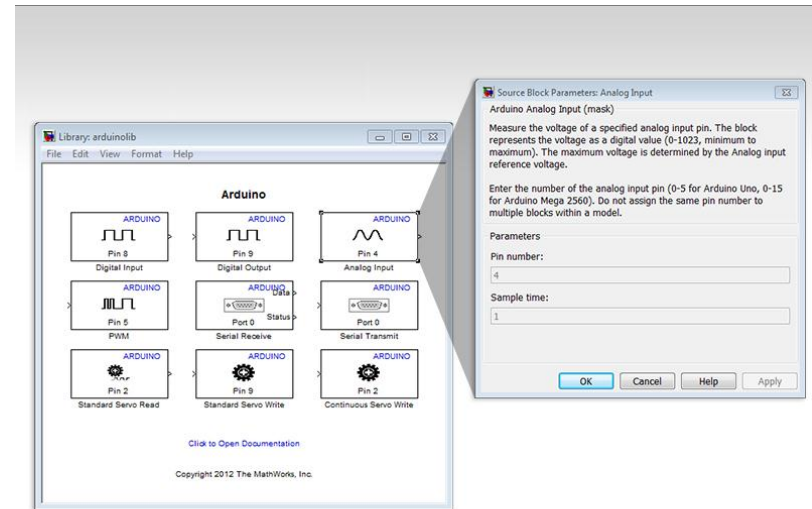 Library: arduinolib
File Edit View Format Help
Arduino
ARDUINO
Pin 8
Digital Input
ARDUINO
Pin 9
Digital Output
ARDUINO
Pin 4
Analog Input
ARDUINO
Pin 5
PWM
ARDUINO
Data
Status
Port 0
Serial Receive
ARDUINO
Port 0
Serial Transmit
ARDUINO
Pin 2
Standard Servo Read
ARDUINO
Pin 9
Standard Servo Write
ARDUINO
Pin 2
Continuous Servo Write
Click to Open Documentation
Copyright 2012 The MathWorks, Inc.
Source Block Parameters: Analog Input
Arduino Analog Input (mask)
Measure the voltage of a specified analog input pin. The block
represents the voltage as a digital value (0-1023, minimum to
maximum). The maximum voltage is determined by the Analog input
reference voltage.
Enter the number of the analog input pin (0-5 for Arduino Uno, 0-15
for Arduino Mega 2560). Do not assign the same pin number to
multiple blocks within a model.
Parameters
Pin number:
4
Sample time:
1
OK Cancel Help Apply